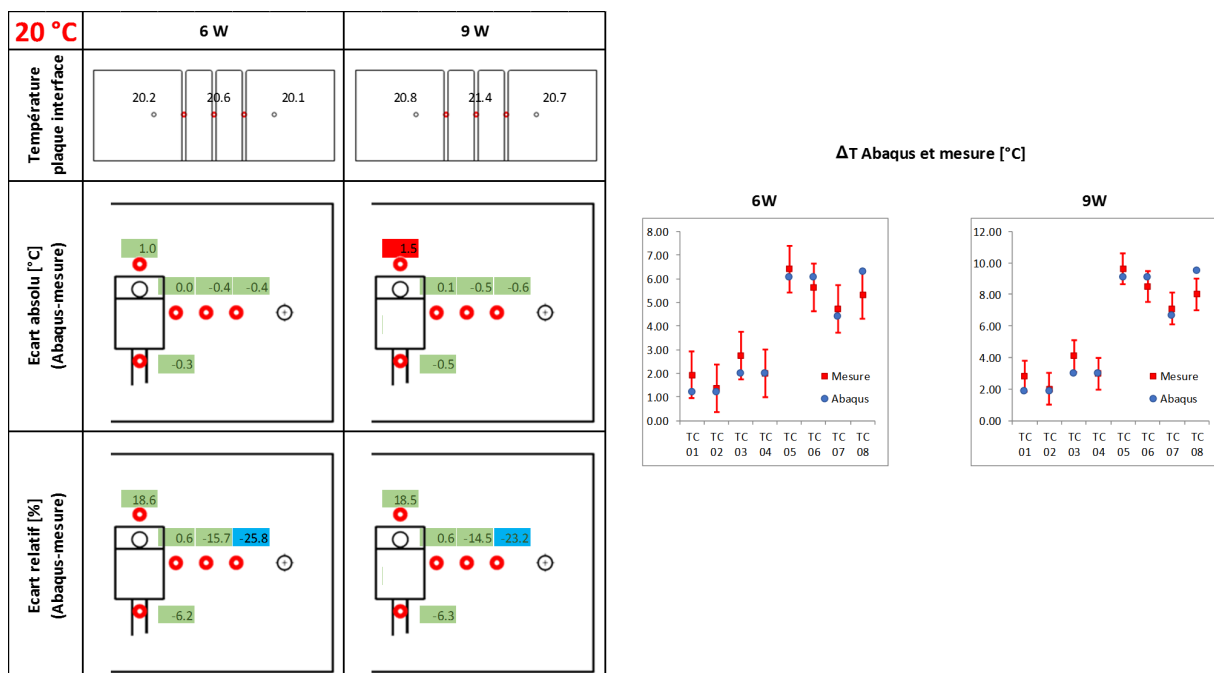 20 °C
6 W
9 W
Température
plaque interface
20.2 20.6 20.1
20.8 21.4 20.7
Ecart absolu [°C]
(Abaqus-mesure)
1.0
0.0 -0.4 -0.4
-0.3
1.5
0.1 -0.5 -0.6
-0.5
Ecart relatif [%]
(Abaqus-mesure)
18.6
0.6 -15.7 -25.8
-6.2
18.5
0.6 -14.5 -23.2
-6.3
ΔT Abaqus et mesure [°C]
6W
8.00
7.00
6.00
5.00
4.00
3.00
2.00
1.00
0.00
Mesure
Abaqus
TC TC TC TC TC TC TC TC
01 02 03 04 05 06 07 08
9W
12.00
10.00
8.00
6.00
4.00
2.00
0.00
Mesure
Abaqus
TC TC TC TC TC TC TC TC
01 02 03 04 05 06 07 08